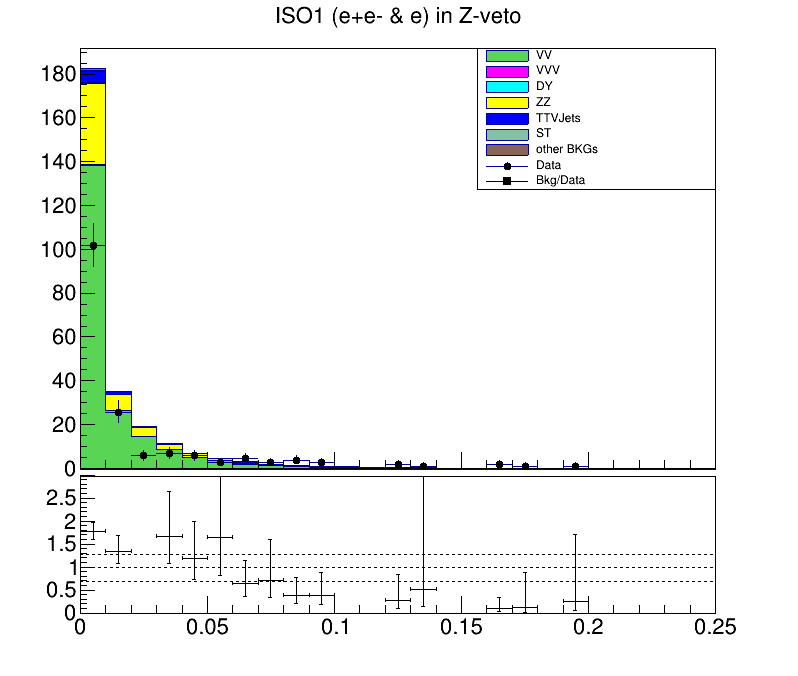 ISO1 (e+e- & e) in Z-veto
VV
VVV
DY
ZZ
TTVJets
ST
other BKGs
Data
Bkg/Data
180
160
140
120
100
80
60
40
20
0
2.5
2
1.5
1
0.5
0
0 0.05 0.1 0.15 0.2 0.25